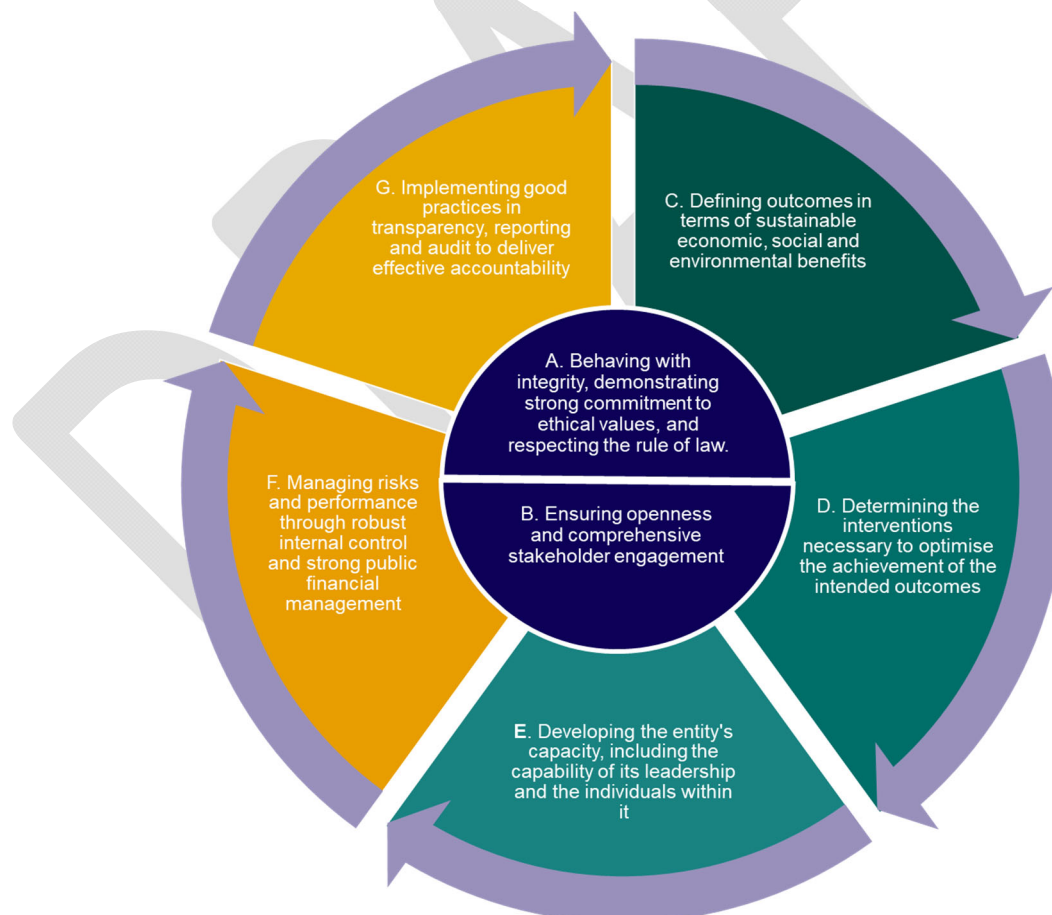 G. Implementing good
practices in
transparency, reporting
and audit to deliver
effective accountability
C. Defining outcomes in
terms of sustainable
economic, social and
environmental benefits
A. Behaving with
integrity, demonstrating
strong commitment to
ethical values, and
respecting the rule of law.
B. Ensuring openness
and comprehensive
stakeholder engagement
F. Managing risks
and performance
through robust
internal control
and strong public
financial
management
D. Determining the
interventions
necessary to optimise
the achievement of the
intended outcomes
E. Developing the entity's
capacity, including the
capability of its leadership
and the individuals within
it